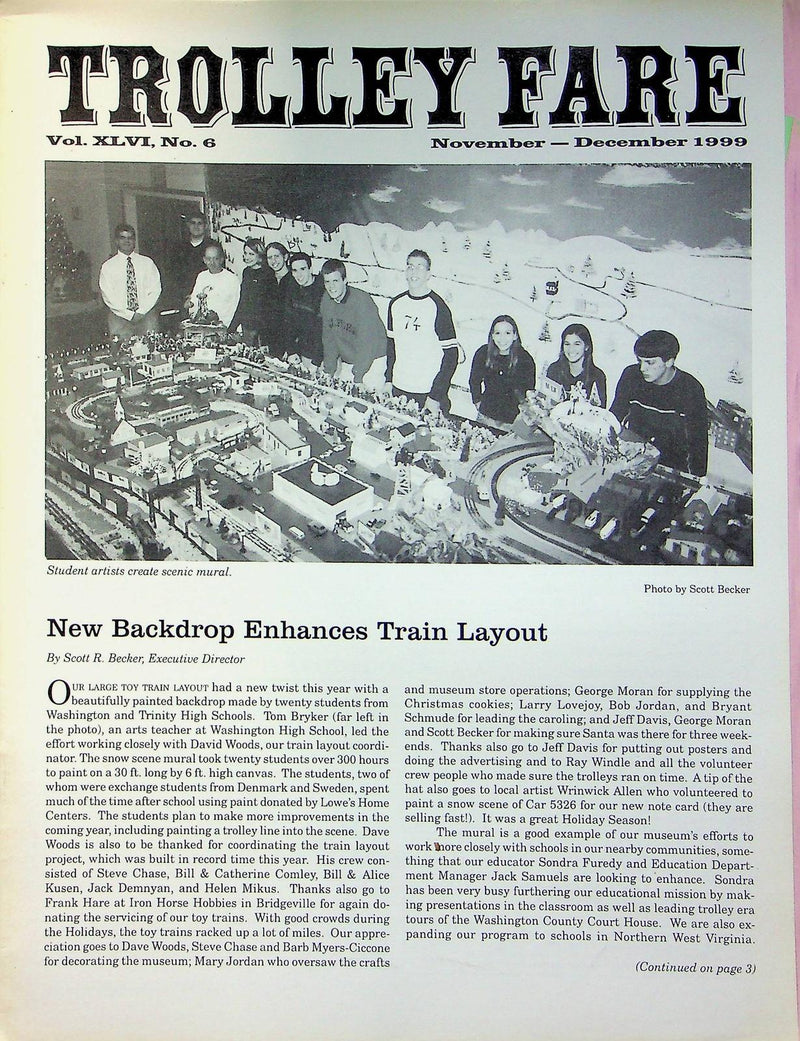 TROLLEY FARE
Vol. XLVI, No. 6
November — December 1999
74
Student artists create scenic mural.
Photo by Scott Becker
New Backdrop Enhances Train Layout
By Scott R. Becker, Executive Director
OUR LARGE TOY TRAIN LAYOUT had a new twist this year with a
beautifully painted backdrop made by twenty students from
Washington and Trinity High Schools. Tom Bryker (far left in
the photo), an arts teacher at Washington High School, led the
effort working closely with David Woods, our train layout coordi-
nator. The snow scene mural took twenty students over 300 hours
to paint on a 30 ft. long by 6 ft. high canvas. The students, two of
whom were exchange students from Denmark and Sweden, spent
much of the time after school using paint donated by Lowe's Home
Centers. The students plan to make more improvements in the
coming year, including painting a trolley line into the scene. Dave
Woods is also to be thanked for coordinating the train layout
project, which was built in record time this year. His crew con-
sisted of Steve Chase, Bill & Catherine Comley, Bill & Alice
Kusen, Jack Demnyan, and Helen Mikus. Thanks also go to
Frank Hare at Iron Horse Hobbies in Bridgeville for again do-
nating the servicing of our toy trains. With good crowds during
the Holidays, the toy trains racked up a lot of miles. Our appre-
ciation goes to Dave Woods, Steve Chase and Barb Myers-Ciccone
for decorating the museum; Mary Jordan who oversaw the crafts
and museum store operations; George Moran for supplying the
Christmas cookies; Larry Lovejoy, Bob Jordan, and Bryant
Schmude for leading the caroling; and Jeff Davis, George Moran
and Scott Becker for making sure Santa was there for three week-
ends. Thanks also go to Jeff Davis for putting out posters and
doing the advertising and to Ray Windle and all the volunteer
crew people who made sure the trolleys ran on time. A tip of the
hat also goes to local artist Wrinwick Allen who volunteered to
paint a snow scene of Car 5326 for our new note card (they are
selling fast!). It was a great Holiday Season!
The mural is a good example of our museum's efforts to
work more closely with schools in our nearby communities, some-
thing that our educator Sondra Furedy and Education Depart-
ment Manager Jack Samuels are looking to enhance. Sondra
has been very busy furthering our educational mission by mak-
ing presentations in the classroom as well as leading trolley era
tours of the Washington County Court House. We are also ex-
panding our program to schools in Northern West Virginia.
(Continued on page 3)